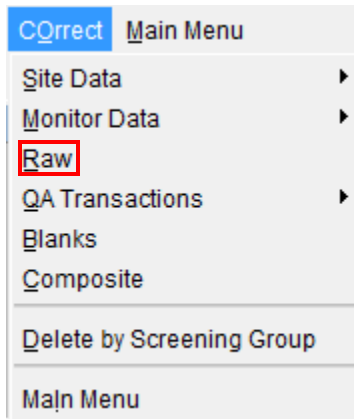 COrrect Main Menu
Site Data
Monitor Data
Raw
QA Transactions
Blanks
Composite
Delete by Screening Group
Main Menu